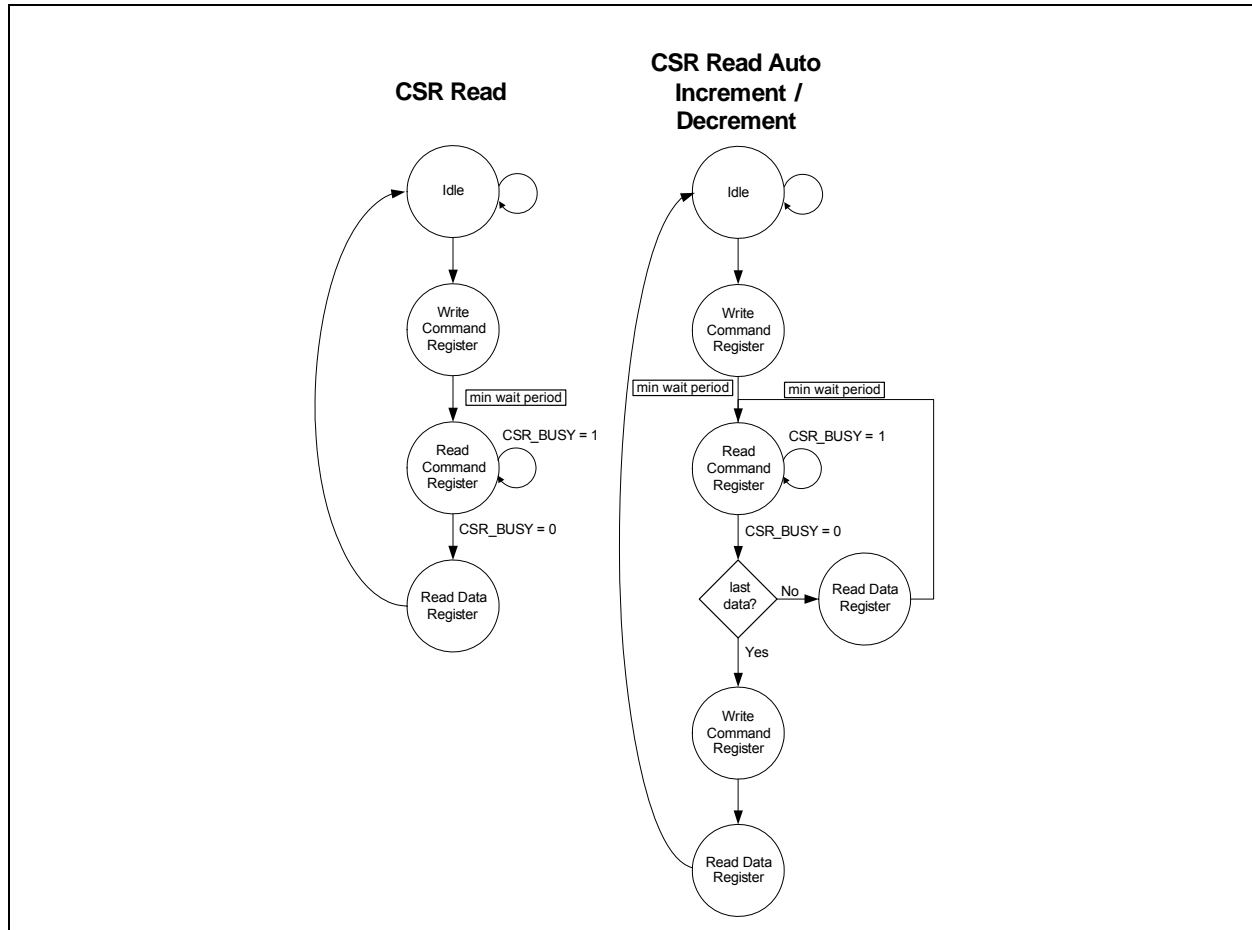 CSR Read
Idle
Write
Command
Register
min wait period
Read
Command
Register
CSR_BUSY = 1
CSR_BUSY = 0
Read Data
Register
CSR Read Auto
Increment /
Decrement
Idle
Write
Command
Register
min wait period
min wait period
Read
Command
Register
CSR_BUSY = 1
CSR_BUSY = 0
last
data?
No
Read Data
Register
Yes
Write
Command
Register
Read Data
Register